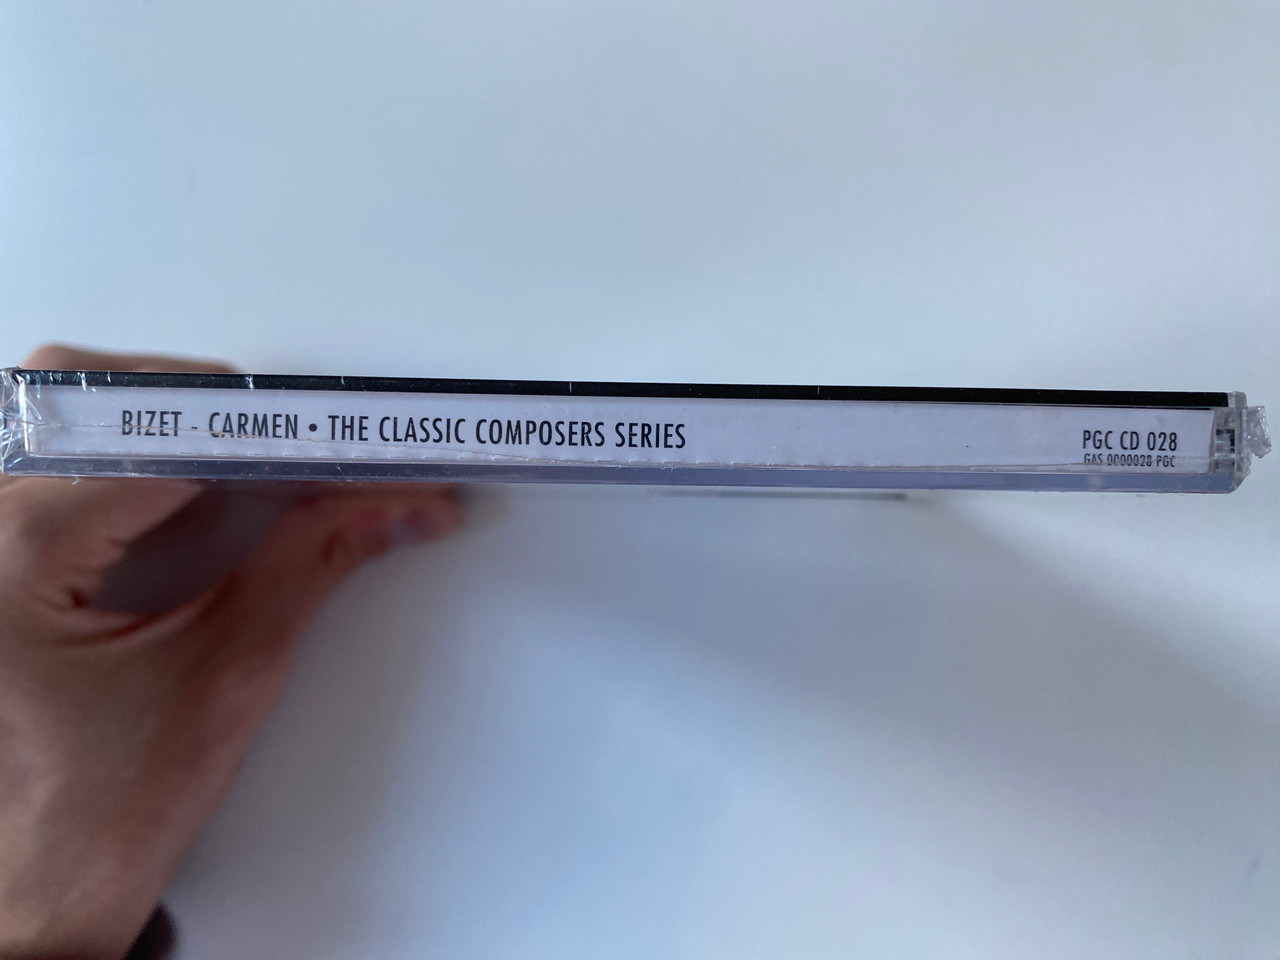 BIZET - CARMEN • THE CLASSIC COMPOSERS SERIES
PGC CD 028
GAS 0000028 PGC